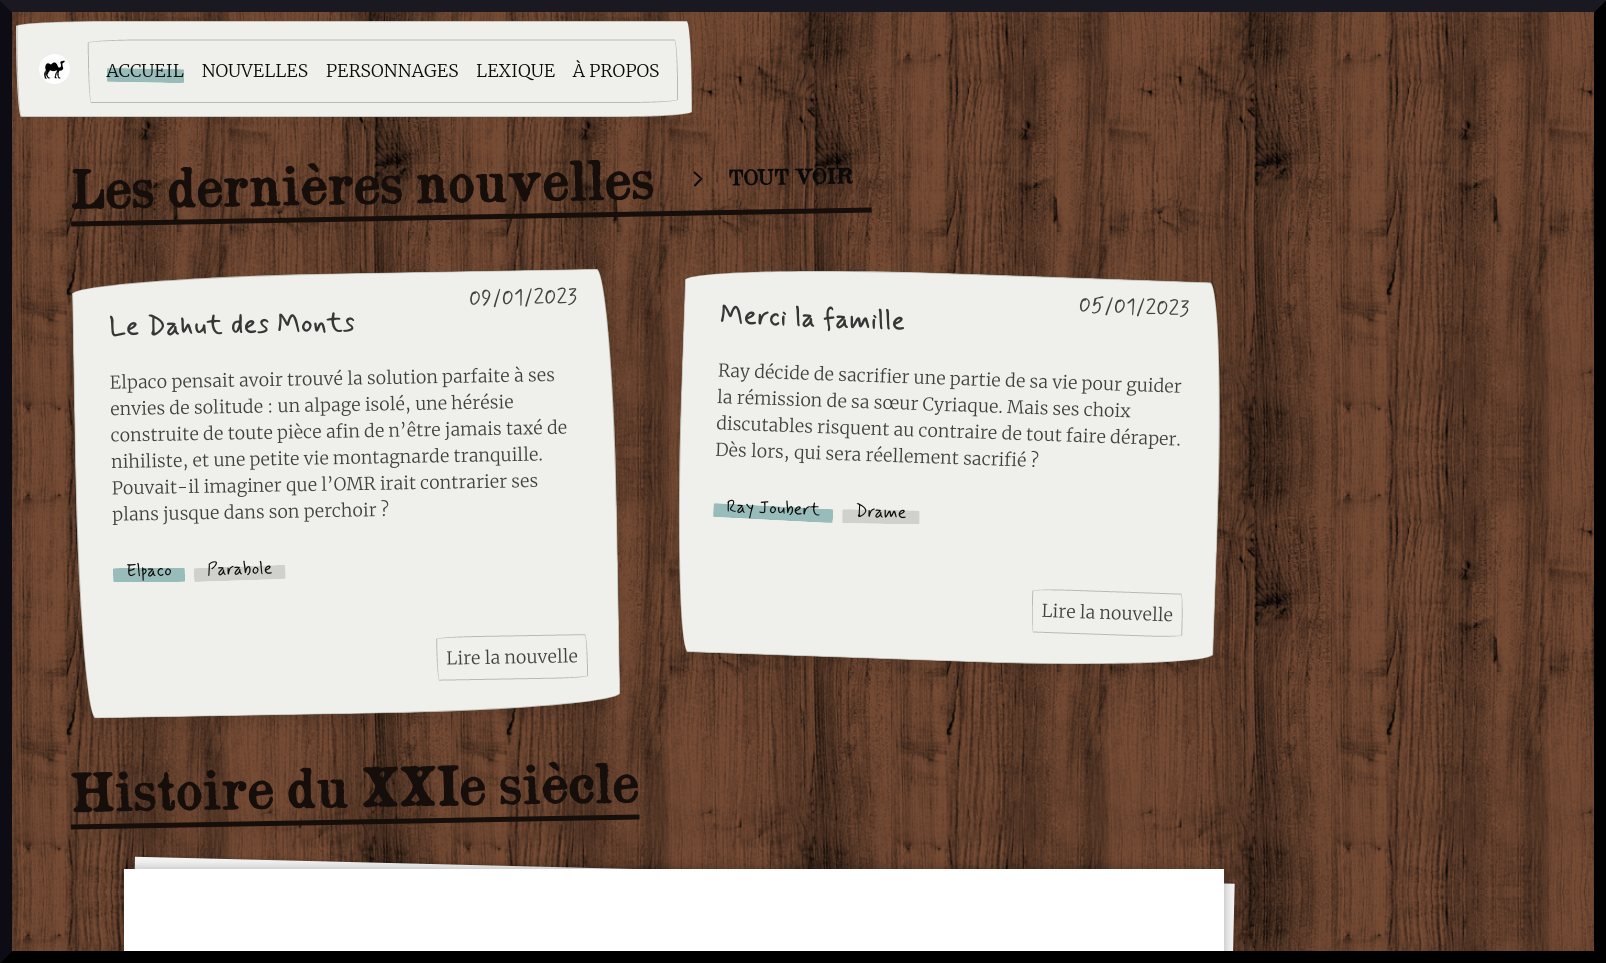 ACCUEIL NOUVELLES PERSONNAGES LEXIQUE À PROPOS
Les dernières nouvelles > TOUT VOIR
09/01/2023
Le Dahut des Monts
Elpaco pensait avoir trouvé la solution parfaite à ses
envies de solitude : un alpage isolé, une hérésie
construite de toute pièce afin de n’être jamais taxé de
nihiliste, et une petite vie montagnarde tranquille.
Pouvait-il imaginer que l’OMR irait contrarier ses
plans jusque dans son perchoir ?
Elpaco Parabole
Lire la nouvelle
05/01/2023
Merci la famille
Ray décide de sacrifier une partie de sa vie pour guider
la rémission de sa sœur Cyriaque. Mais ses choix
discutables risquent au contraire de tout faire déraper.
Dès lors, qui sera réellement sacrifié ?
Ray Joubert Drame
Lire la nouvelle
Histoire du XXIe siècle